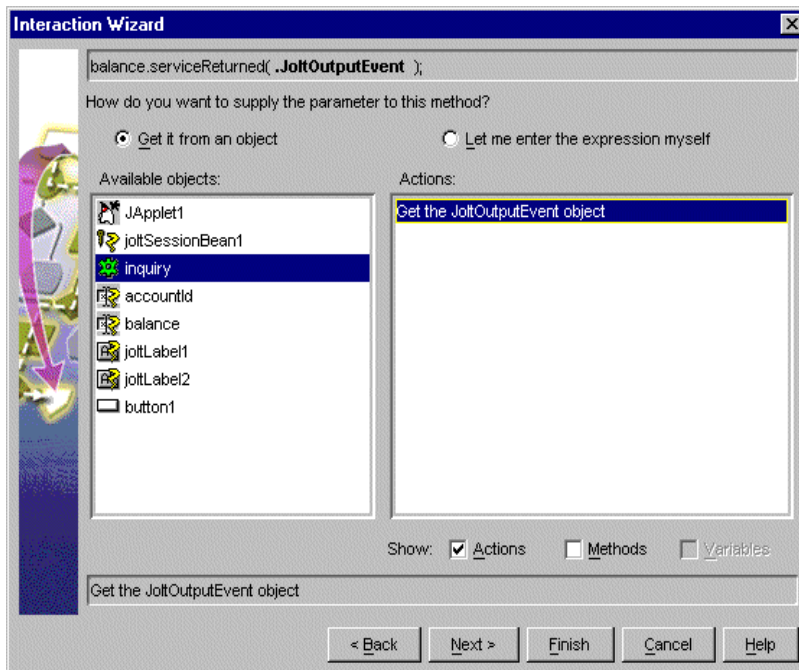 Interaction Wizard
balance.serviceReturned( .JoltOutputEvent );
How do you want to supply the parameter to this method?
Get it from an object
Let me enter the expression myself
Available objects:
Actions:
JApplet1
Get the JoltOutputEvent object
joltSessionBean1
inquiry
accountId
balance
joltLabel1
joltLabel2
button1
Show: Actions Methods Variables
Get the JoltOutputEvent object
< Back Next > Finish Cancel Help